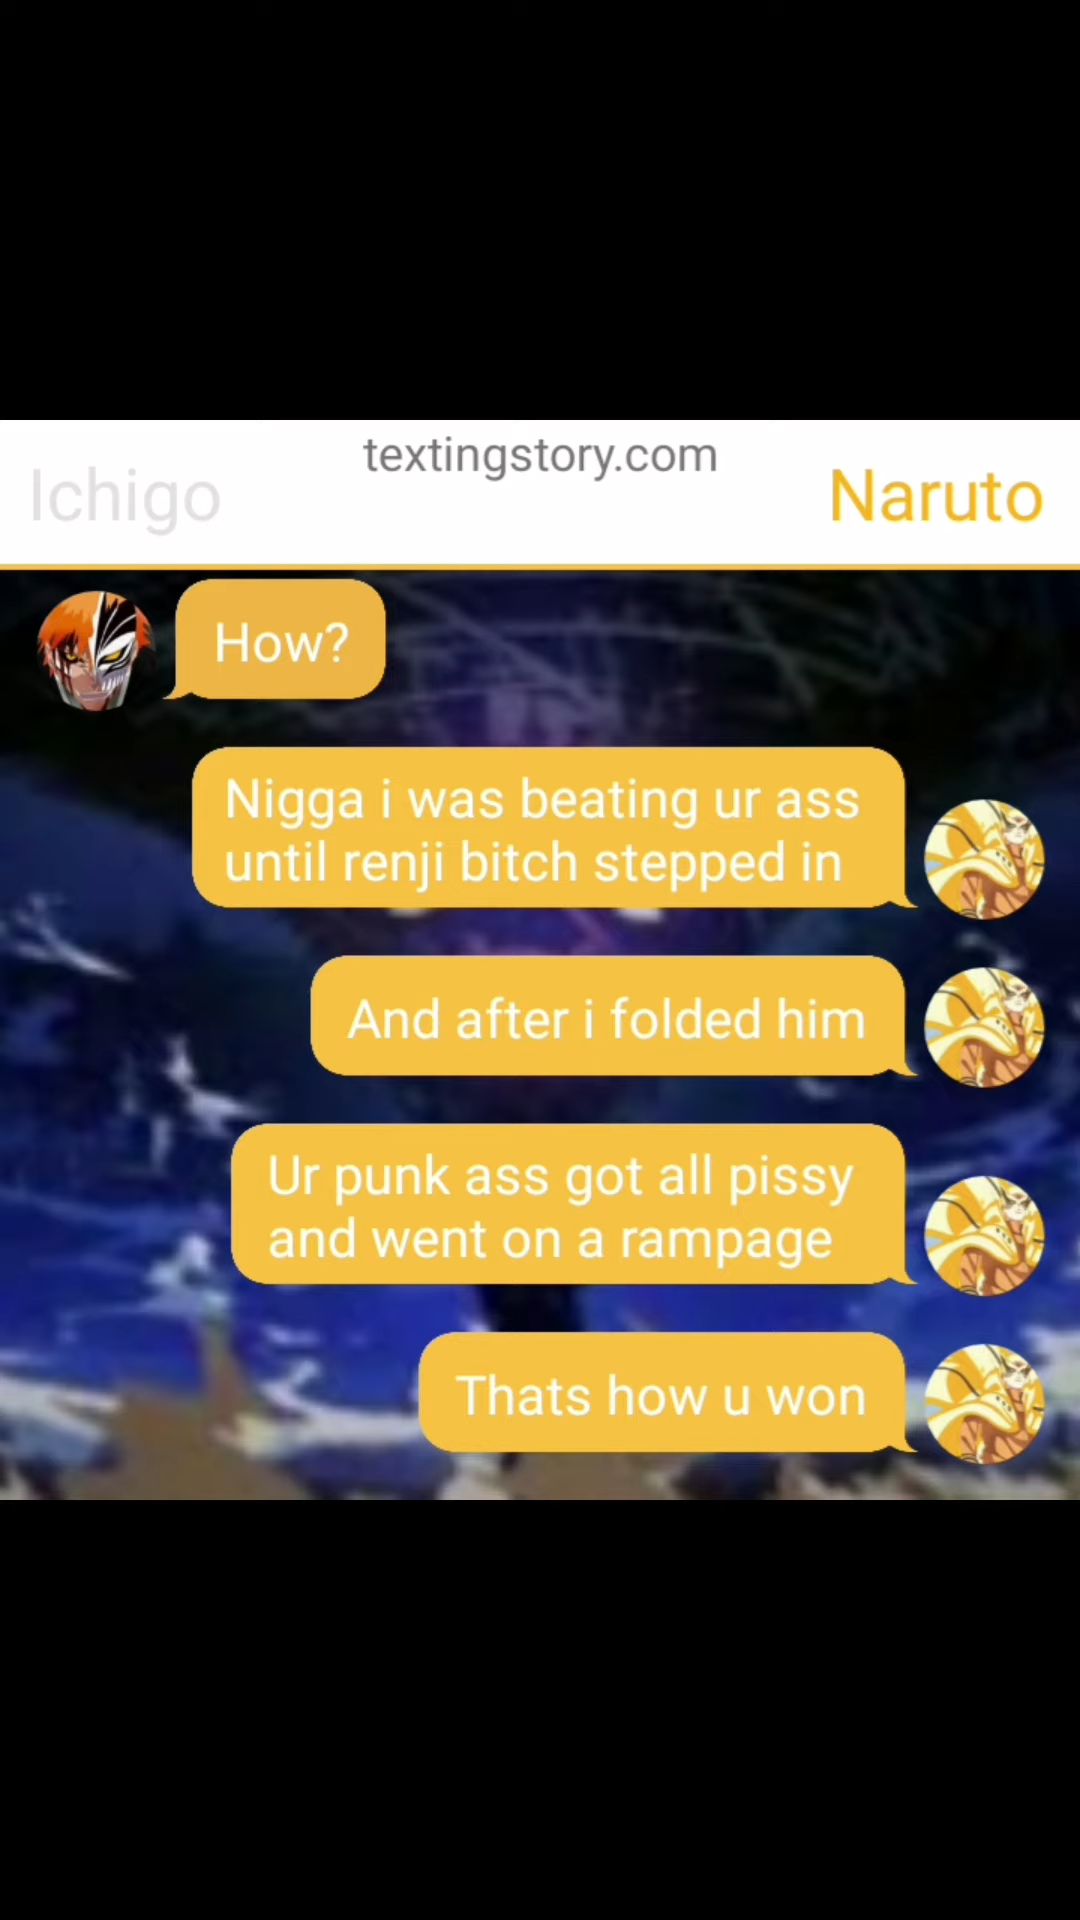 textingstory.com
Ichigo
Naruto
How?
Nigga i was beating ur ass
until renji bitch stepped in
And after i folded him
Ur punk ass got all pissy
and went on a rampage
Thats how u won